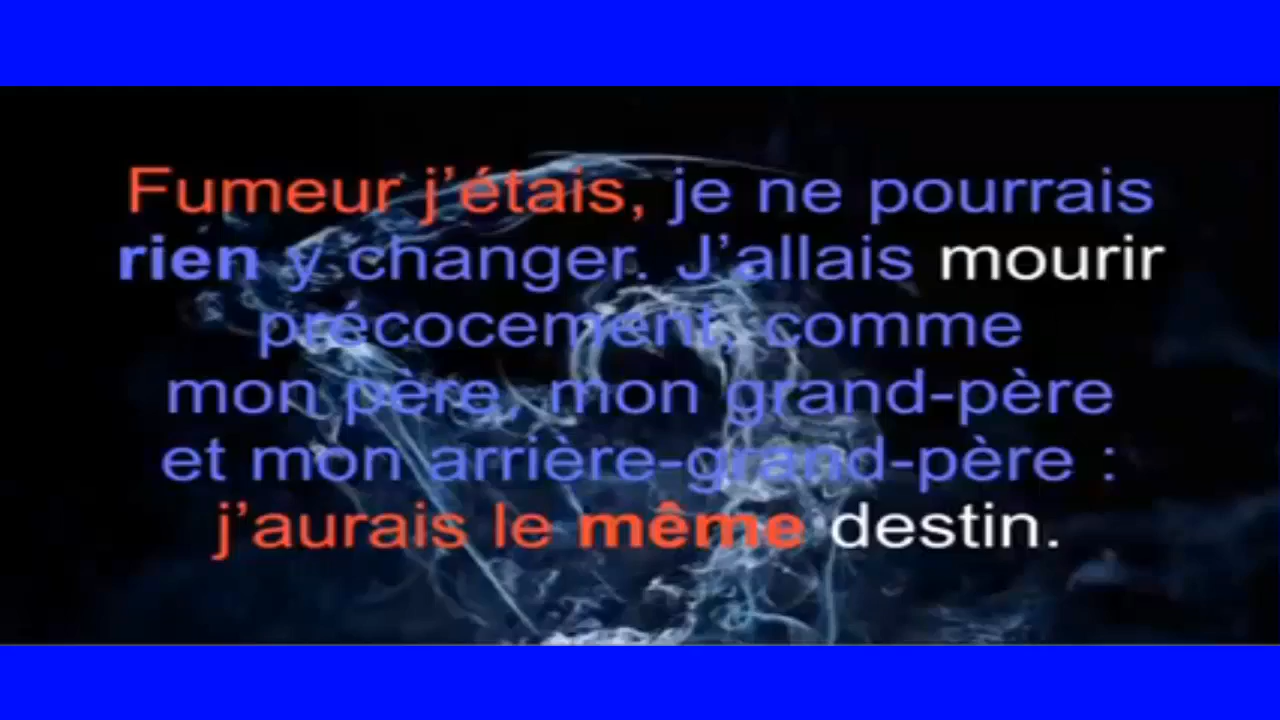 Fumeur j’étais, je ne pourrais
rien y changer. J’allais mourir
précocement, comme
mon père, mon grand-père
et mon arrière-grand-père :
j’aurais le même destin.